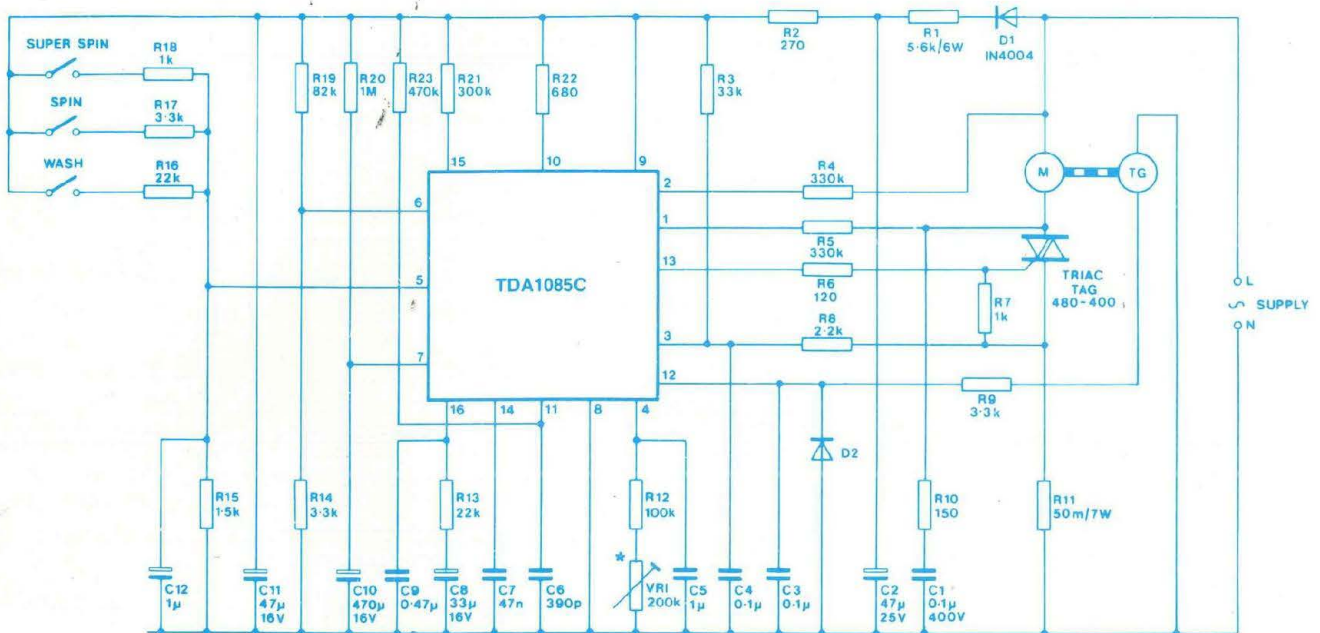 SUPER SPIN
R18
1k
SPIN
R17
3·3k
WASH
R16
22k
R19
82k
R20
1M
R23
470k
R21
300k
R22
680
R3
33k
R2
270
R1
5·6k/6W
D1
IN4004
15
10
9
2
6
1
13
5
3
7
12
16
14
11
8
4
TDA1085C
R4
330k
R5
330k
R6
120
R8
2·2k
R7
1k
R9
3·3k
M
TG
TRIAC
TAG
480-400
L
SUPPLY
N
D2
R15
1·5k
R14
3·3k
R13
22k
R12
100k
R10
150
R11
50m/7W
C12
1μ
C11
47μ
16V
C10
470μ
16V
C9
0·47μ
C8
33μ
16V
C7
47n
C6
390p
*
VR1
200k
C5
1μ
C4
0·1μ
C3
0·1μ
C2
47μ
25V
C1
0·1μ
400V